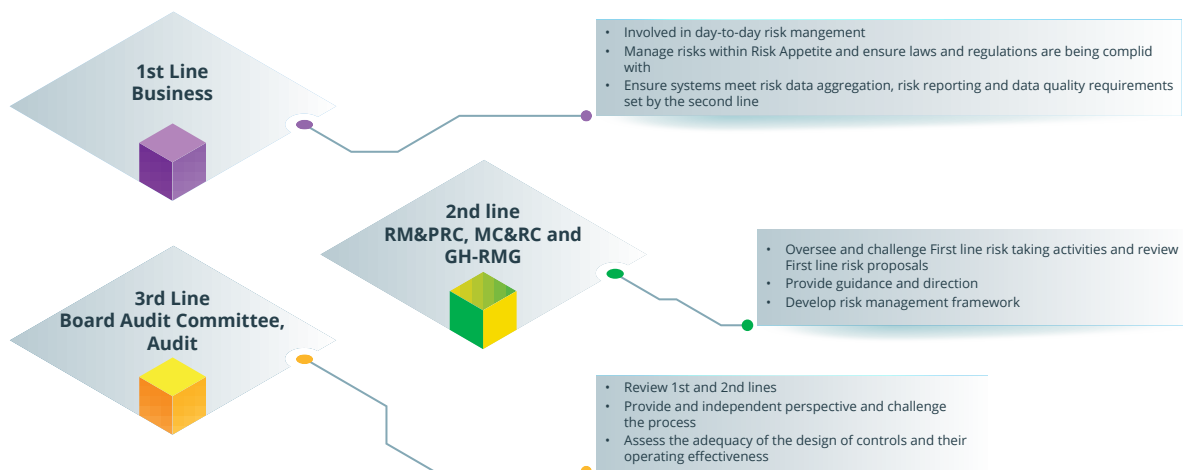 1st Line
Business
• Involved in day-to-day risk mangement
• Manage risks within Risk Appetite and ensure laws and regulations are being complid
with
• Ensure systems meet risk data aggregation, risk reporting and data quality requirements
set by the second line
2nd line
RM&PRC, MC&RC and
GH-RMG
• Oversee and challenge First line risk taking activities and review
First line risk proposals
• Provide guidance and direction
• Develop risk management framework
3rd Line
Board Audit Committee,
Audit
• Review 1st and 2nd lines
• Provide and independent perspective and challenge
the process
• Assess the adequacy of the design of controls and their
operating effectiveness